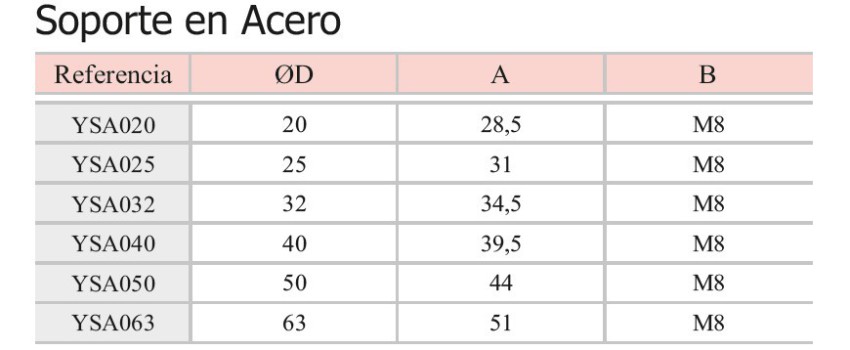 Soporte en Acero
Referencia ØD A B
YSA020 20 28,5 M8
YSA025 25 31 M8
YSA032 32 34,5 M8
YSA040 40 39,5 M8
YSA050 50 44 M8
YSA063 63 51 M8